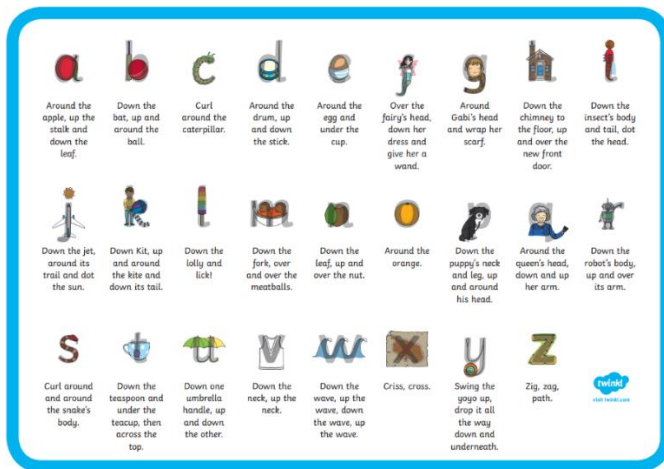 Around the
apple, up the
stalk and
down the
leaf.
Down the
bat, up and
around the
ball.
Curl
around the
caterpillar.
Around the
drum, up
and down
the stick.
Around the
egg and
under the
cup.
Over the
fairy's head,
down her
dress and
give her a
wand.
Around
Gabi's head
and wrap her
scarf.
Down the
chimney to
the floor, up
and over the
new front
door.
Down the
insect's body
and tail, dot
the head.
Down the jet,
around its
trail and dot
the sun.
Down Kit, up
and around
the kite and
down its tail.
Down the
lolly and
lick!
Down the
fork, over
and over the
meatballs.
Down the
leaf, up and
over the nut.
Around the
orange.
Down the
puppy's neck
and leg, up
and around
his head.
Around the
queen's head,
down and up
her arm.
Down the
robot's body,
up and over
its arm.
Curl around
and around
the snake's
body.
Down the
teaspoon and
under the
teacup, then
across the
top.
Down one
umbrella
handle, up
and down
the other.
Down the
neck, up the
neck.
Down the
wave, up the
wave, down
the wave, up
the wave.
Criss, cross.
Swing the
yoyo up,
drop it all
the way
down and
underneath.
Zig, zag,
path.
twinkl
visit twinkl.com
a b c d e f g h i
j k l m n o p q r
s t u v w x y z